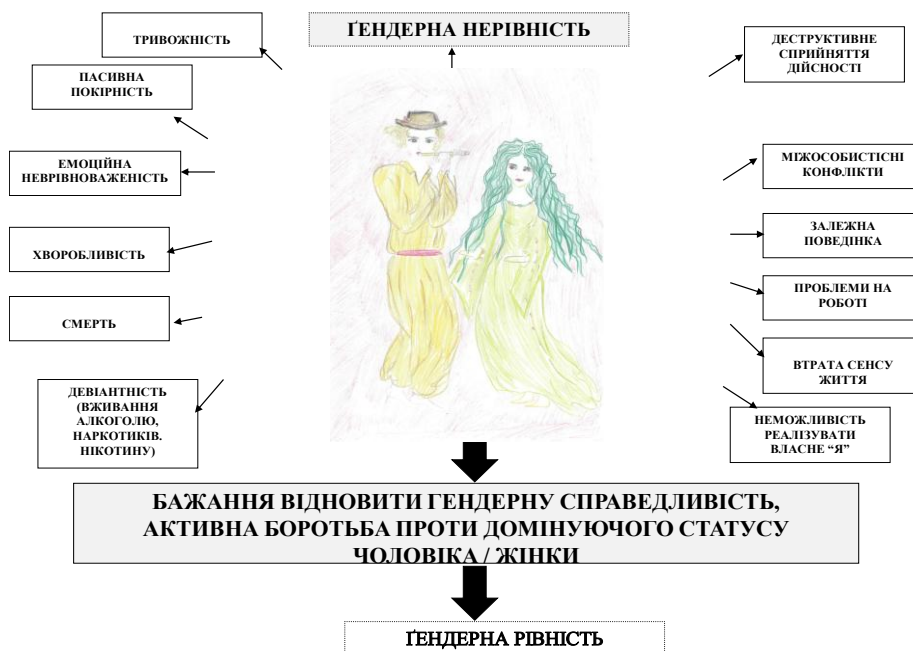 ҐЕНДЕРНА НЕРІВНІСТЬ
ТРИВОЖНІСТЬ
ПАСИВНА
ПОКІРНІСТЬ
ЕМОЦІЙНА
НЕВРІВНОВАЖЕНІСТЬ
ХВОРОБЛИВІСТЬ
СМЕРТЬ
ДЕВІАНТНІСТЬ
(ВЖИВАННЯ
АЛКОГОЛЮ,
НАРКОТИКІВ.
НІКОТИНУ)
ДЕСТРУКТИВНЕ
СПРИЙНЯТТЯ
ДІЙСНОСТІ
МІЖОСОБИСТІСНІ
КОНФЛІКТИ
ЗАЛЕЖНА
ПОВЕДІНКА
ПРОБЛЕМИ НА
РОБОТІ
ВТРАТА СЕНСУ
ЖИТТЯ
НЕМОЖЛИВІСТЬ
РЕАЛІЗУВАТИ
ВЛАСНЕ “Я”
БАЖАННЯ ВІДНОВИТИ ГЕНДЕРНУ СПРАВЕДЛИВІСТЬ,
АКТИВНА БОРОТЬБА ПРОТИ ДОМІНУЮЧОГО СТАТУСУ
ЧОЛОВІКА / ЖІНКИ
ҐЕНДЕРНА РІВНІСТЬ